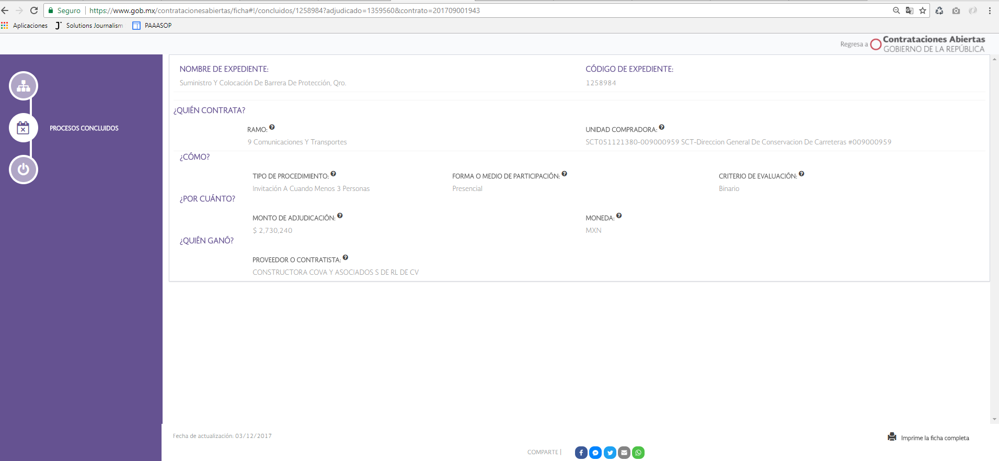 Seguro
https://www.gob.mx/contratacionesabiertas/ficha#!/concluidos/1258984?adjudicado=1359560&contrato=201709001943
Aplicaciones
Solutions Journalism
PAAASOP
Regresa a Contrataciones Abiertas
GOBIERNO DE LA REPÚBLICA
PROCESOS CONCLUIDOS
NOMBRE DE EXPEDIENTE: CÓDIGO DE EXPEDIENTE:
Suministro Y Colocación De Barrera De Protección, Qro. 1258984
¿QUIÉN CONTRATA?
RAMO: UNIDAD COMPRADORA:
9 Comunicaciones Y Transportes SCT051121380-009000959 SCT-Direccion General De Conservacion De Carreteras #009000959
¿CÓMO?
TIPO DE PROCEDIMIENTO: FORMA O MEDIO DE PARTICIPACIÓN: CRITERIO DE EVALUACIÓN:
Invitación A Cuando Menos 3 Personas Presencial Binario
¿POR CUÁNTO?
MONTO DE ADJUDICACIÓN: MONEDA:
$ 2,730,240 MXN
¿QUIÉN GANÓ?
PROVEEDOR O CONTRATISTA:
CONSTRUCTORA COVA Y ASOCIADOS S DE RL DE CV
Fecha de actualización: 03/12/2017
Imprime la ficha completa
COMPARTE |